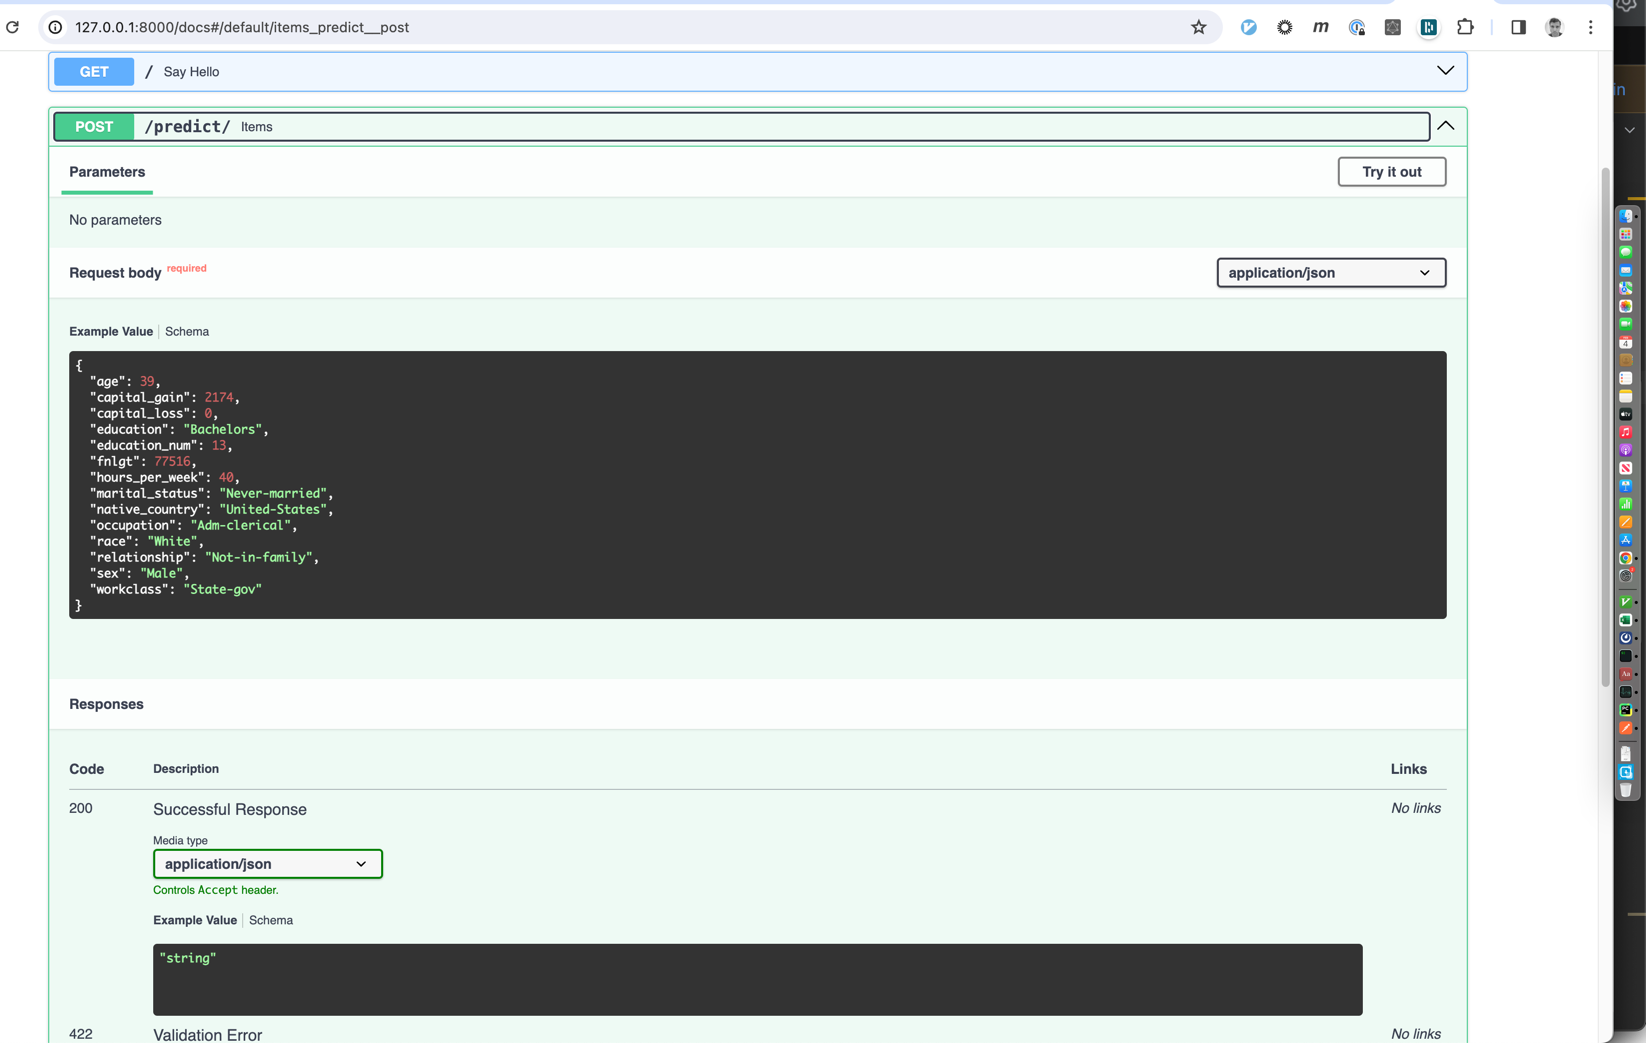 127.0.0.1:8000/docs#/default/items_predict__post
GET / Say Hello
POST /predict/ Items
Parameters
Try it out
No parameters
Request body required
application/json
Example Value Schema
{
"age": 39,
"capital_gain": 2174,
"capital_loss": 0,
"education": "Bachelors",
"education_num": 13,
"fnlgt": 77516,
"hours_per_week": 40,
"marital_status": "Never-married",
"native_country": "United-States",
"occupation": "Adm-clerical",
"race": "White",
"relationship": "Not-in-family",
"sex": "Male",
"workclass": "State-gov"
}
Responses
Code Description Links
200 Successful Response No links
Media type
application/json
Controls Accept header.
Example Value Schema
"string"
422 Validation Error No links
in
4